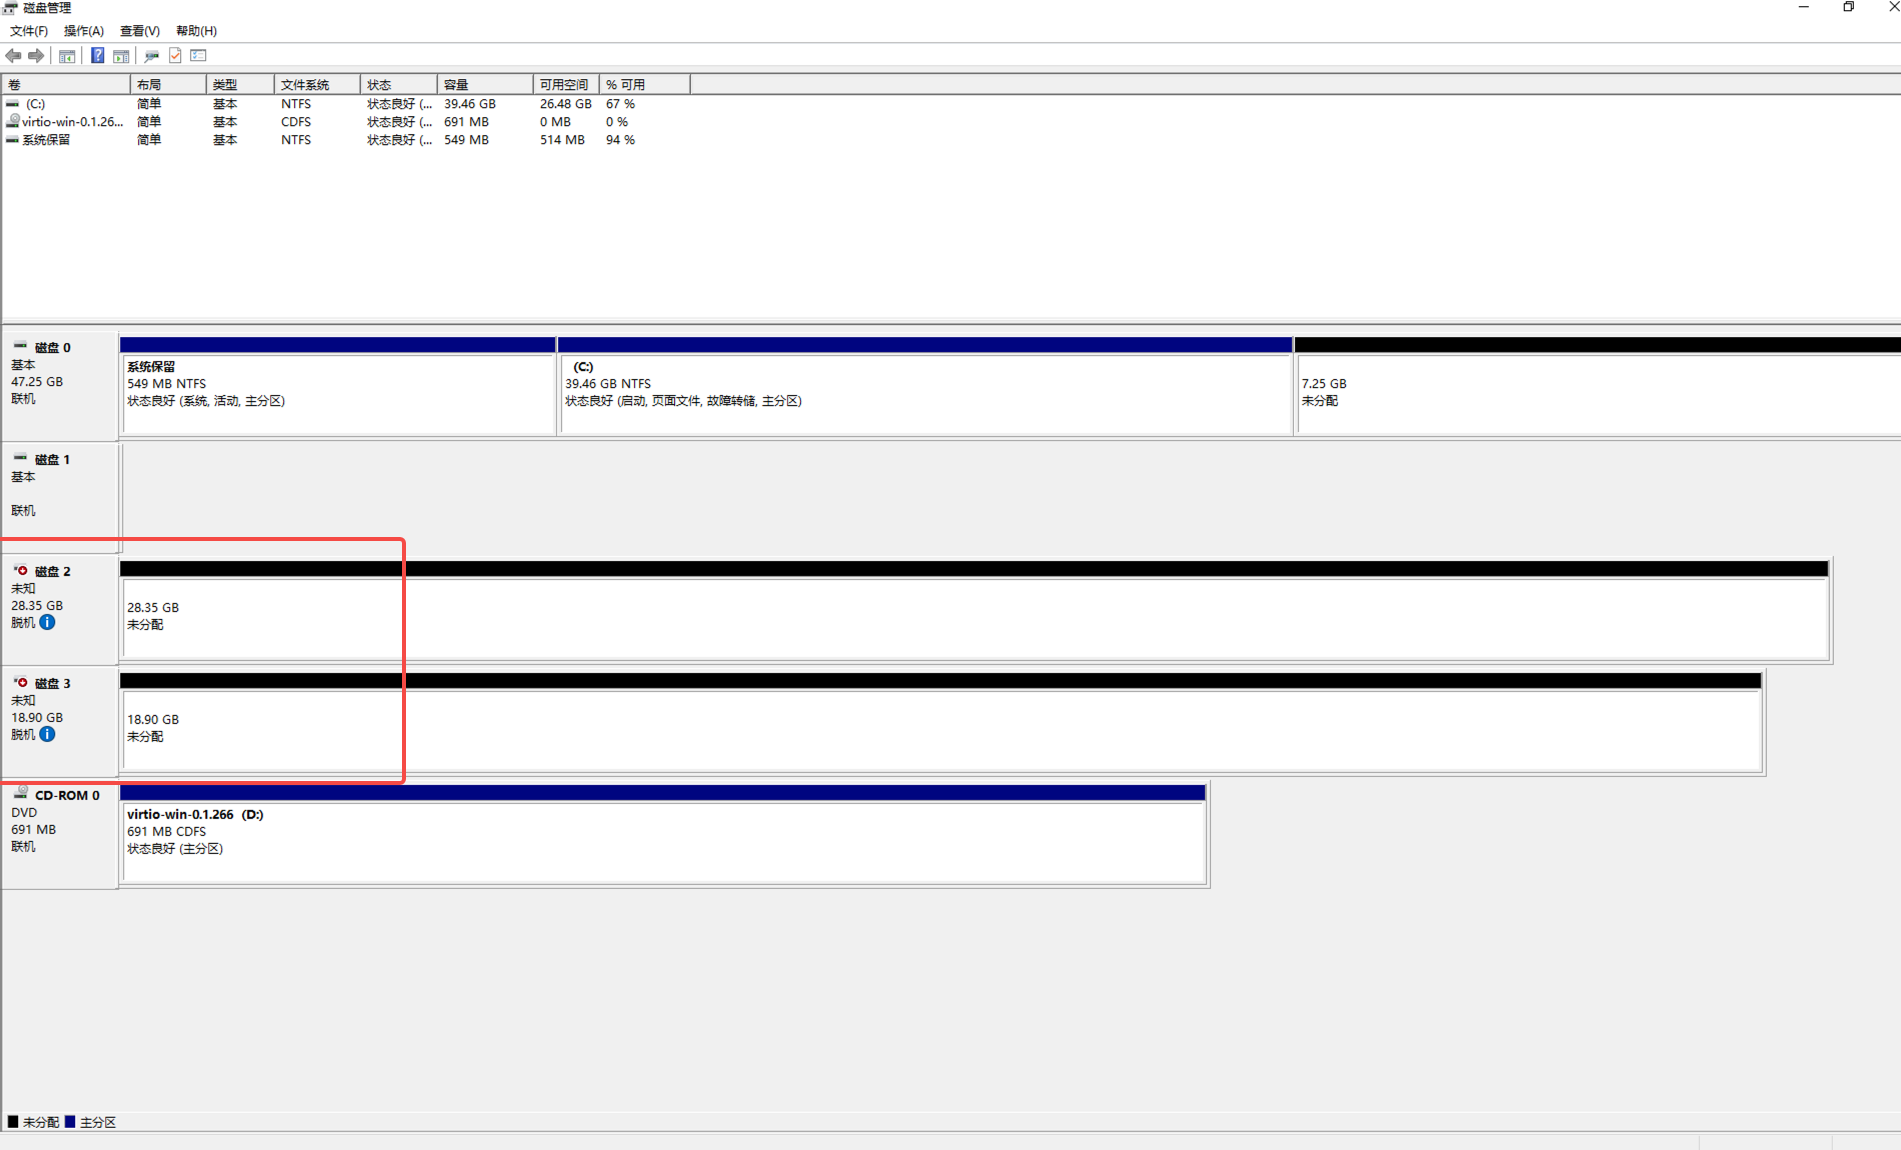 磁盘管理
文件(F) 操作(A) 查看(V) 帮助(H)
卷 布局 类型 文件系统 状态 容量 可用空间 % 可用
(C:) 简单 基本 NTFS 状态良好 (... 39.46 GB 26.48 GB 67 %
virtio-win-0.1.26... 简单 基本 CDFS 状态良好 (... 691 MB 0 MB 0 %
系统保留 简单 基本 NTFS 状态良好 (... 549 MB 514 MB 94 %
磁盘 0
基本
47.25 GB
联机
系统保留
549 MB NTFS
状态良好 (系统, 活动, 主分区)
(C:)
39.46 GB NTFS
状态良好 (启动, 页面文件, 故障转储, 主分区)
7.25 GB
未分配
磁盘 1
基本
联机
磁盘 2
未知
28.35 GB
脱机
28.35 GB
未分配
磁盘 3
未知
18.90 GB
脱机
18.90 GB
未分配
CD-ROM 0
DVD
691 MB
联机
virtio-win-0.1.266 (D:)
691 MB CDFS
状态良好 (主分区)
未分配 主分区